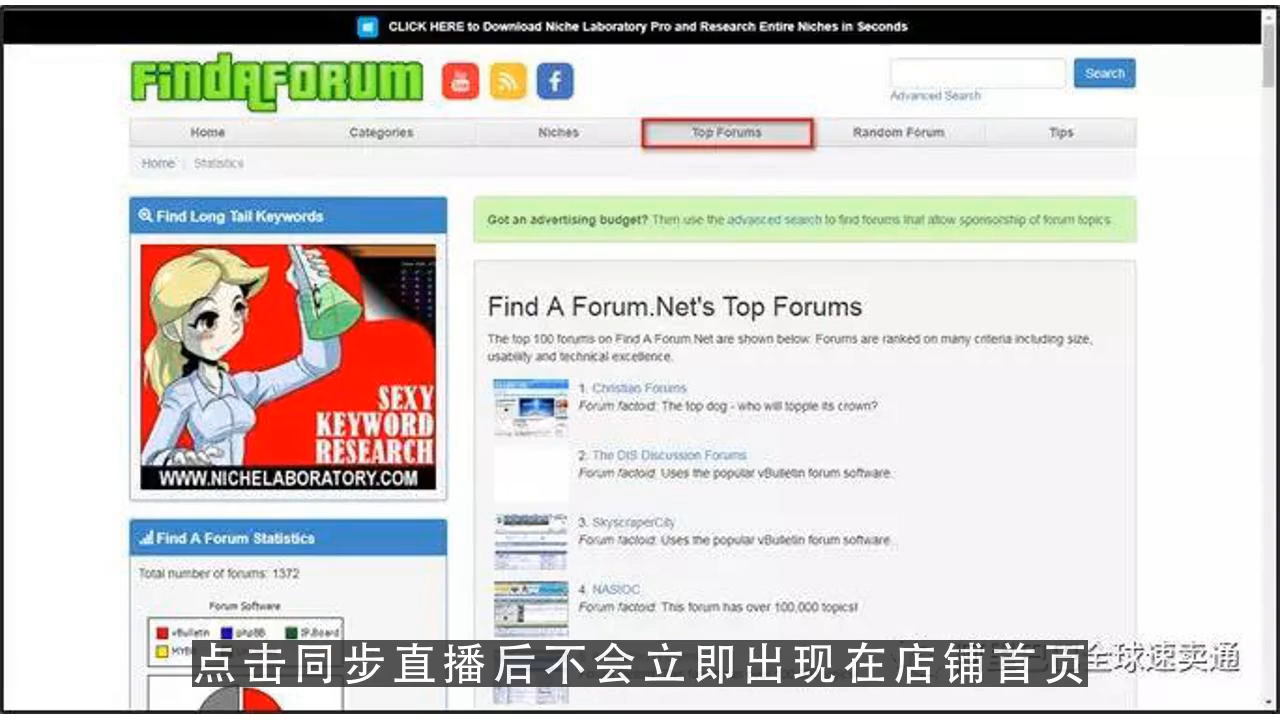 CLICK HERE to Download Niche Laboratory Pro and Research Entire Niches in Seconds
FindAForum
You Tube
Search
Advanced Search
Home Categories Niches Top Forums Random Forum Tips
Home Statistics
Find Long Tail Keywords
SEXY
KEYWORD
RESEARCH
WWW.NICHELABORATORY.COM
Find A Forum Statistics
Total number of forums: 1372
Forum Software
vBulletin phpBB IP.Board
Got an advertising budget? Then use the advanced search to find forums that allow sponsorship of forum topics.
Find A Forum.Net's Top Forums
The top 100 forums on Find A Forum.Net are shown below. Forums are ranked on many criteria including size,
usability and technical excellence.
1. Christian Forums
Forum factoid: The top dog - who will topple its crown?
2. The DIS Discussion Forums
Forum factoid: Uses the popular vBulletin forum software.
3. SkyscraperCity
Forum factoid: Uses the popular vBulletin forum software.
4. NASIOC
Forum factoid: This forum has over 100,000 topics!
点击同步直播后不会立即出现在店铺首页
全球速卖通